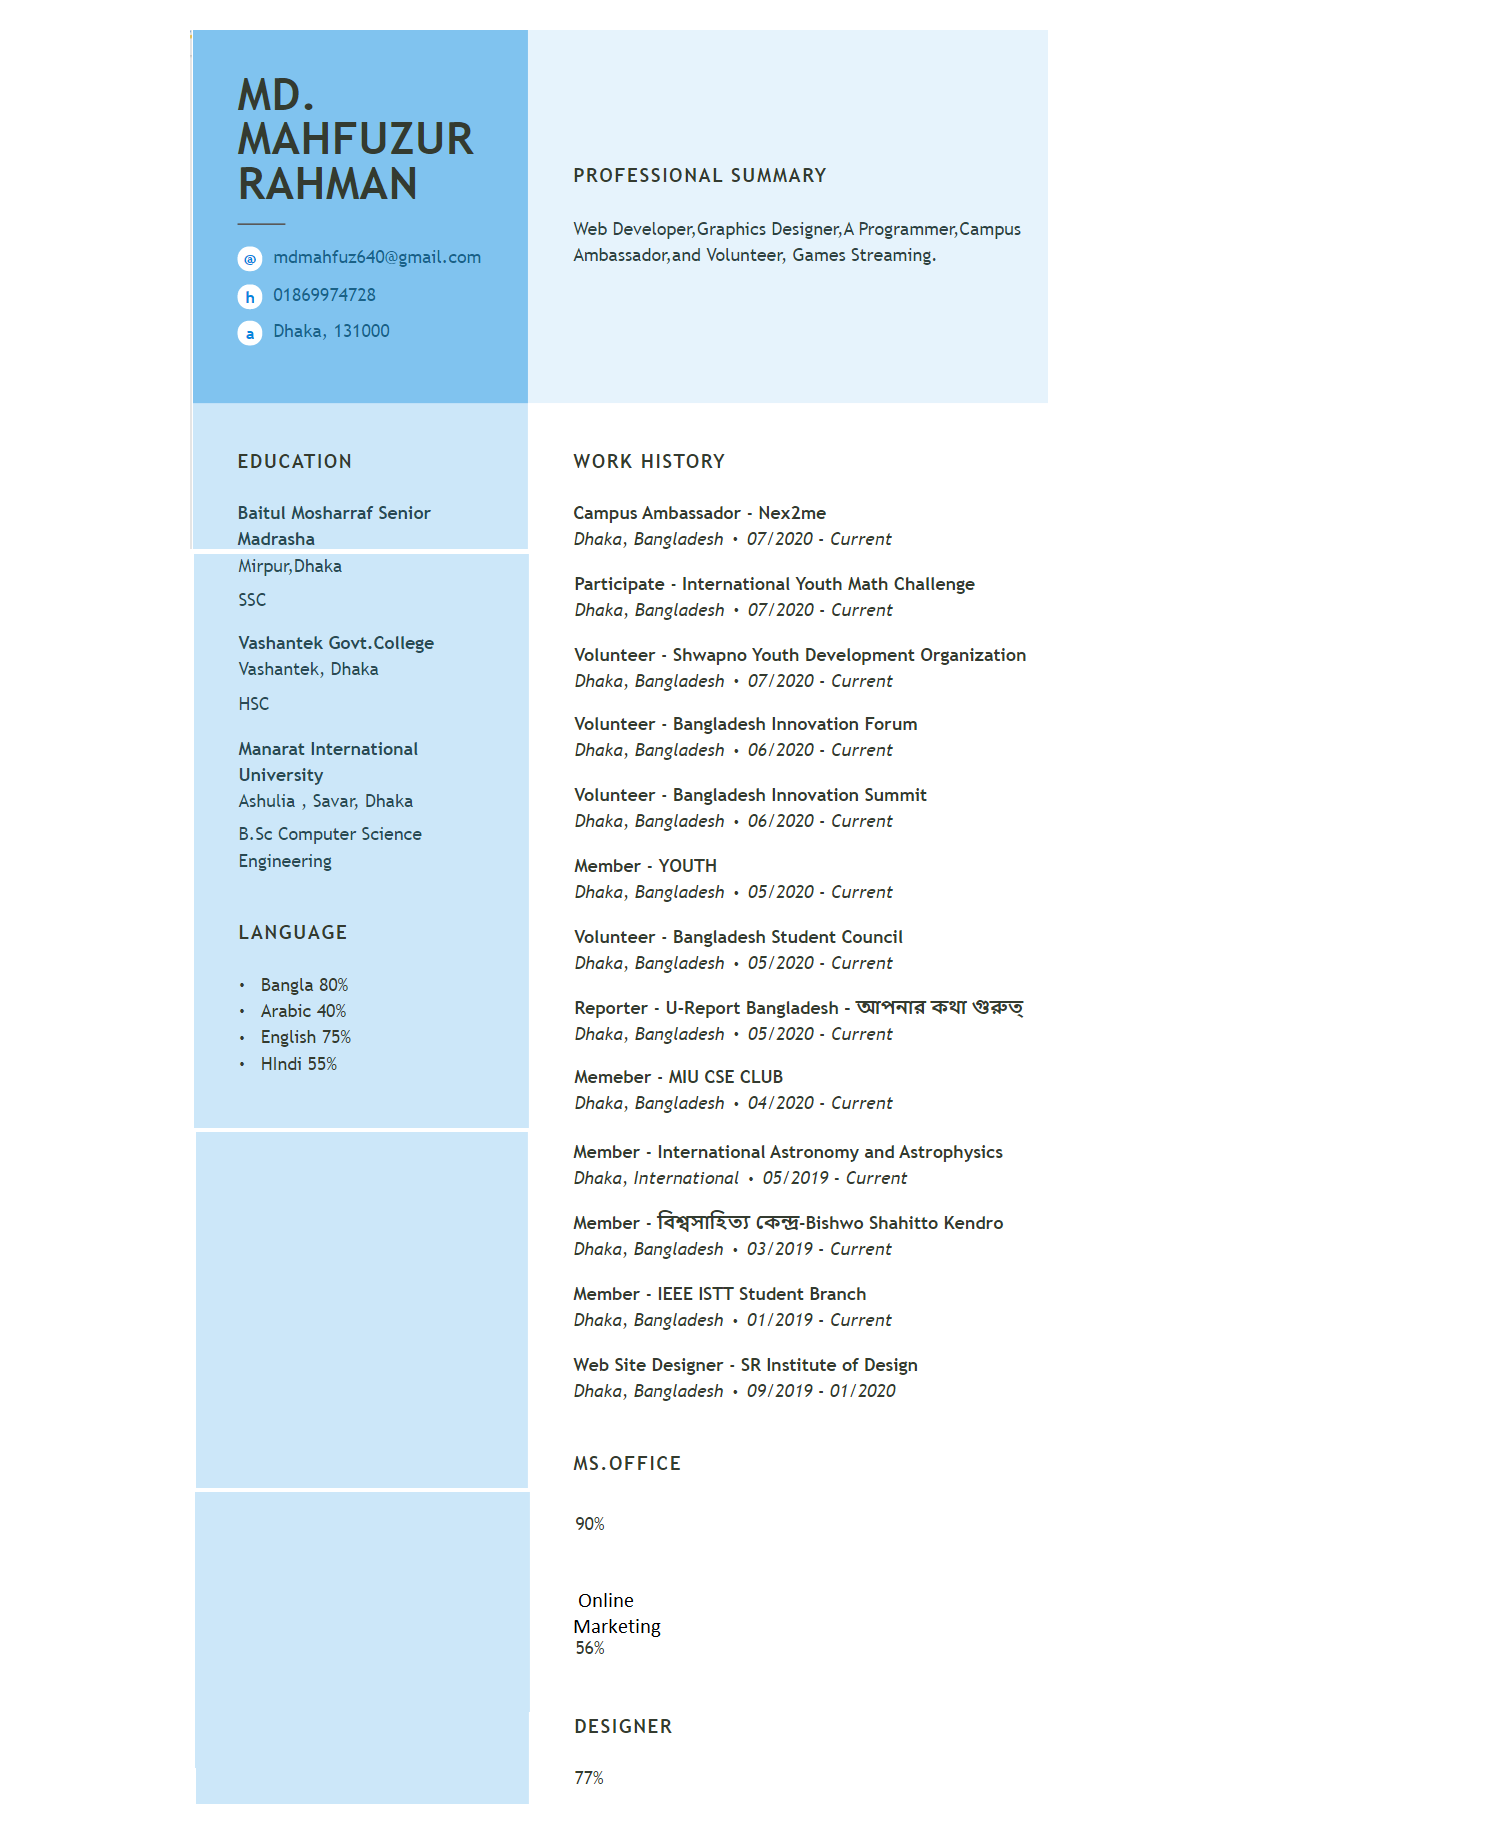 MD.
MAHFUZUR
RAHMAN
@ mdmahfuz640@gmail.com
h 01869974728
a Dhaka, 131000
PROFESSIONAL SUMMARY
Web Developer,Graphics Designer,A Programmer,Campus
Ambassador,and Volunteer, Games Streaming.
EDUCATION
Baitul Mosharraf Senior
Madrasha
Mirpur,Dhaka
SSC
Vashantek Govt.College
Vashantek, Dhaka
HSC
Manarat International
University
Ashulia , Savar, Dhaka
B.Sc Computer Science
Engineering
LANGUAGE
• Bangla 80%
• Arabic 40%
• English 75%
• HIndi 55%
WORK HISTORY
Campus Ambassador - Nex2me
Dhaka, Bangladesh • 07/2020 - Current
Participate - International Youth Math Challenge
Dhaka, Bangladesh • 07/2020 - Current
Volunteer - Shwapno Youth Development Organization
Dhaka, Bangladesh • 07/2020 - Current
Volunteer - Bangladesh Innovation Forum
Dhaka, Bangladesh • 06/2020 - Current
Volunteer - Bangladesh Innovation Summit
Dhaka, Bangladesh • 06/2020 - Current
Member - YOUTH
Dhaka, Bangladesh • 05/2020 - Current
Volunteer - Bangladesh Student Council
Dhaka, Bangladesh • 05/2020 - Current
Reporter - U-Report Bangladesh - আপনার কথা গুরুত্
Dhaka, Bangladesh • 05/2020 - Current
Memeber - MIU CSE CLUB
Dhaka, Bangladesh • 04/2020 - Current
Member - International Astronomy and Astrophysics
Dhaka, International • 05/2019 - Current
Member - বিশ্বসাহিত্য কেন্দ্র-Bishwo Shahitto Kendro
Dhaka, Bangladesh • 03/2019 - Current
Member - IEEE ISTT Student Branch
Dhaka, Bangladesh • 01/2019 - Current
Web Site Designer - SR Institute of Design
Dhaka, Bangladesh • 09/2019 - 01/2020
MS.OFFICE
90%
Online
Marketing
56%
DESIGNER
77%